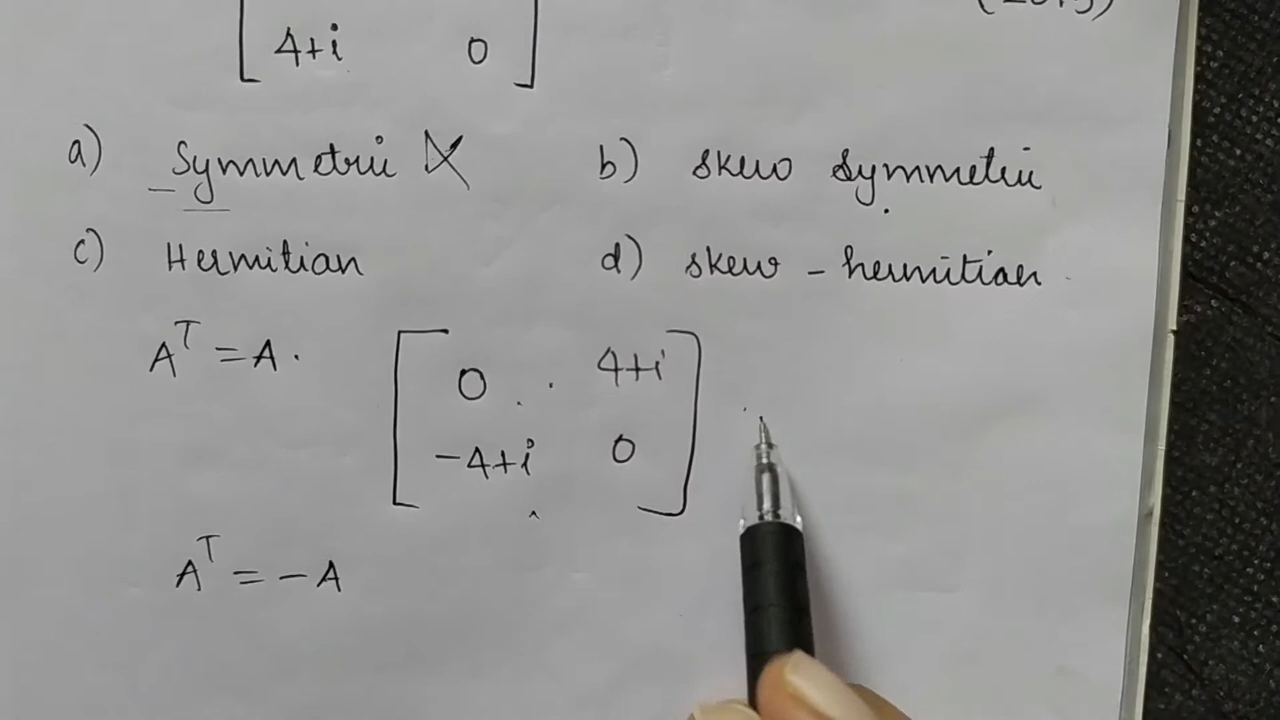 4+i 0
a) Symmetric b) skew symmetric
c) Hermitian d) skew - hermitian
A^T = A. [ 0 4+i
-4+i 0 ]
A^T = -A